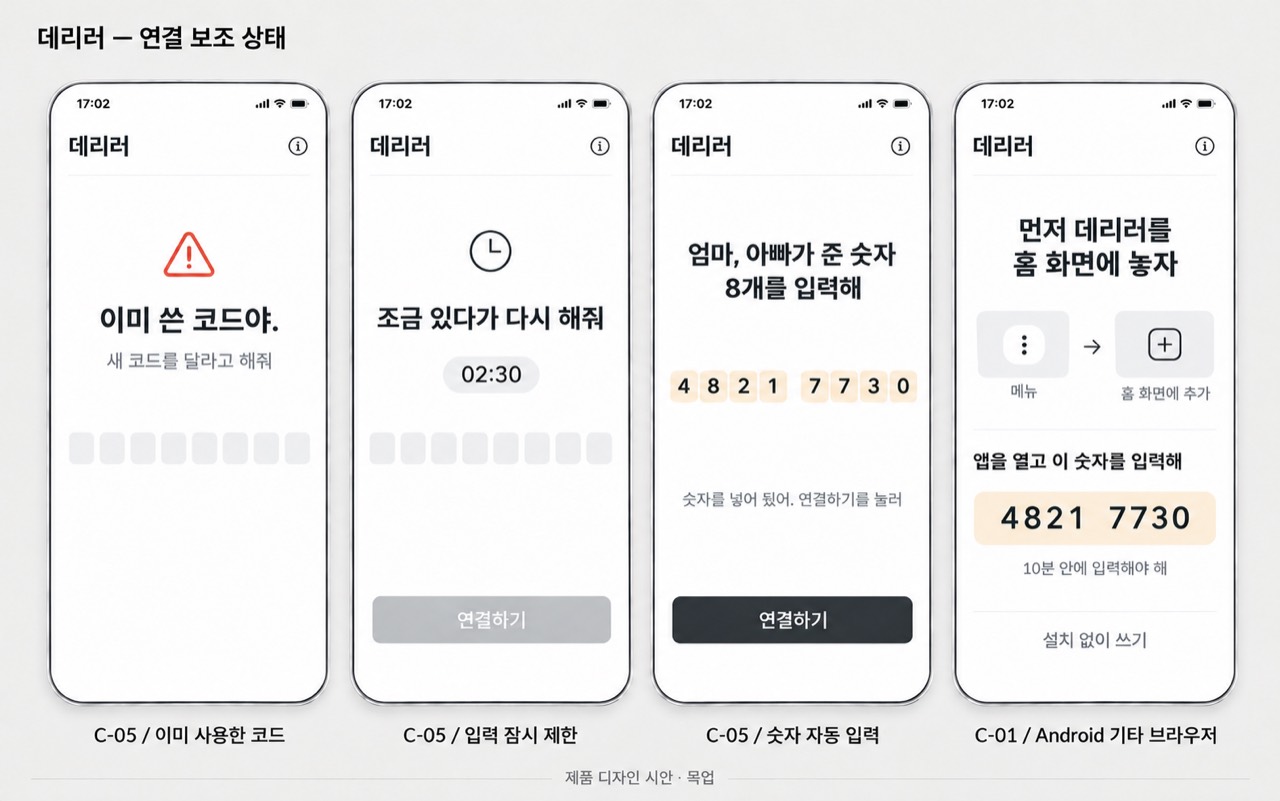 데리러 — 연결 보조 상태
17:02
데리러
이미 쓴 코드야.
새 코드를 달라고 해줘
C-05 / 이미 사용한 코드
17:02
데리러
조금 있다가 다시 해줘
02:30
연결하기
C-05 / 입력 잠시 제한
17:02
데리러
엄마, 아빠가 준 숫자
8개를 입력해
4 8 2 1 7 7 3 0
숫자를 넣어 뒀어. 연결하기를 눌러
연결하기
C-05 / 숫자 자동 입력
17:02
데리러
먼저 데리러를
홈 화면에 놓자
메뉴 → 홈 화면에 추가
앱을 열고 이 숫자를 입력해
4821 7730
10분 안에 입력해야 해
설치 없이 쓰기
C-01 / Android 기타 브라우저
제품 디자인 시안 · 목업